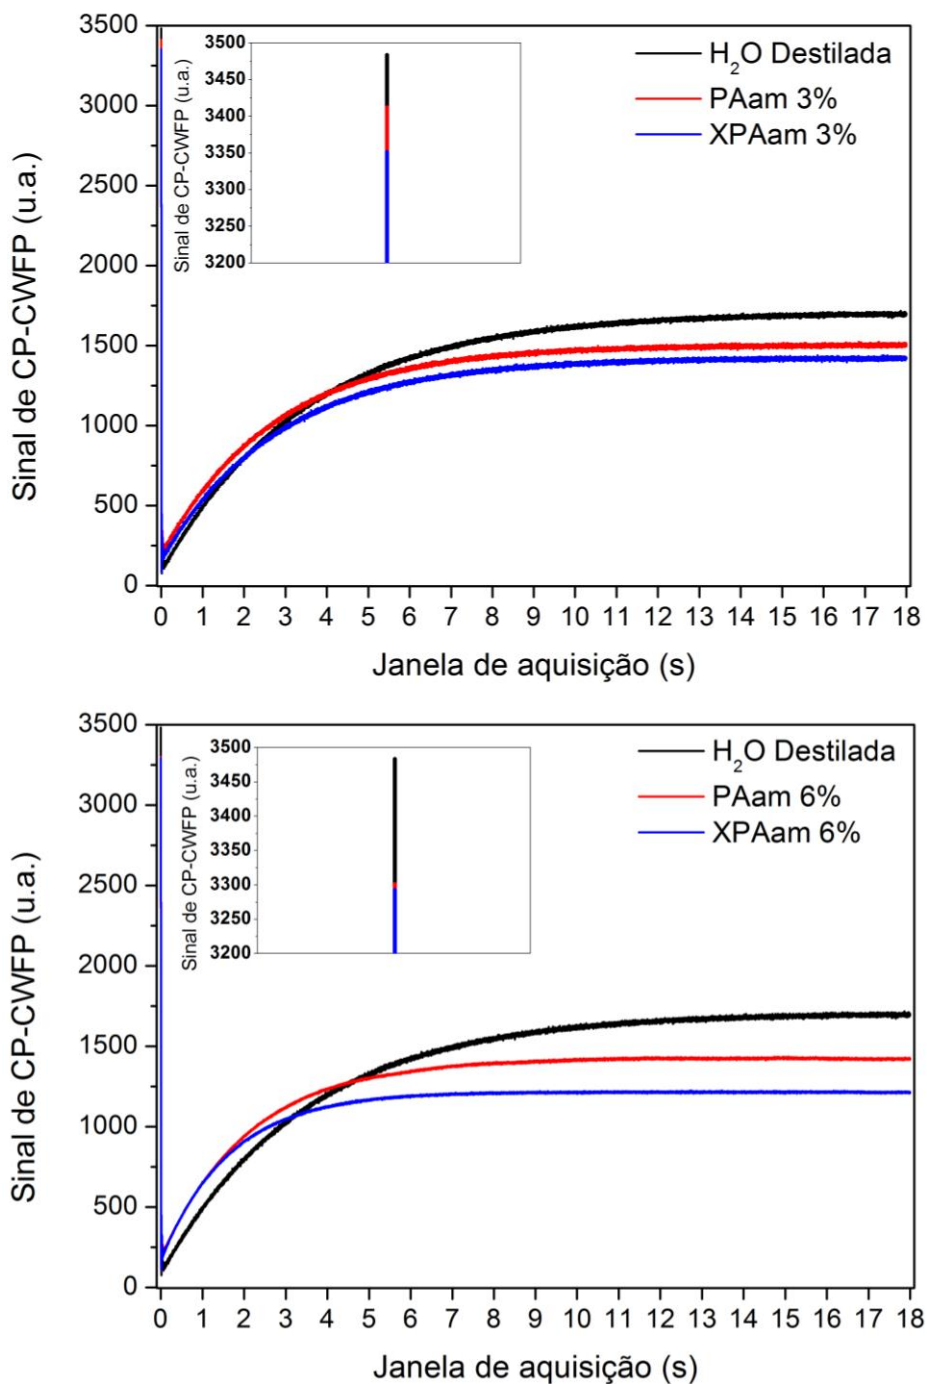 3500
3000
2500
2000
1500
1000
500
0
Sinal de CP-CWFP (u.a.)
3500
3450
3400
3350
3300
3250
3200
Sinal de CP-CWFP (u.a.)
H₂O Destilada
PAam 3%
XPAam 3%
0 1 2 3 4 5 6 7 8 9 10 11 12 13 14 15 16 17 18
Janela de aquisição (s)
3500
3000
2500
2000
1500
1000
500
0
Sinal de CP-CWFP (u.a.)
3500
3450
3400
3350
3300
3250
3200
Sinal de CP-CWFP (u.a.)
H₂O Destilada
PAam 6%
XPAam 6%
0 1 2 3 4 5 6 7 8 9 10 11 12 13 14 15 16 17 18
Janela de aquisição (s)